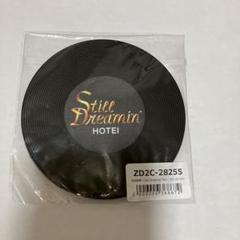 Still
Dreamin'
HOTEI
ZD2C-28255